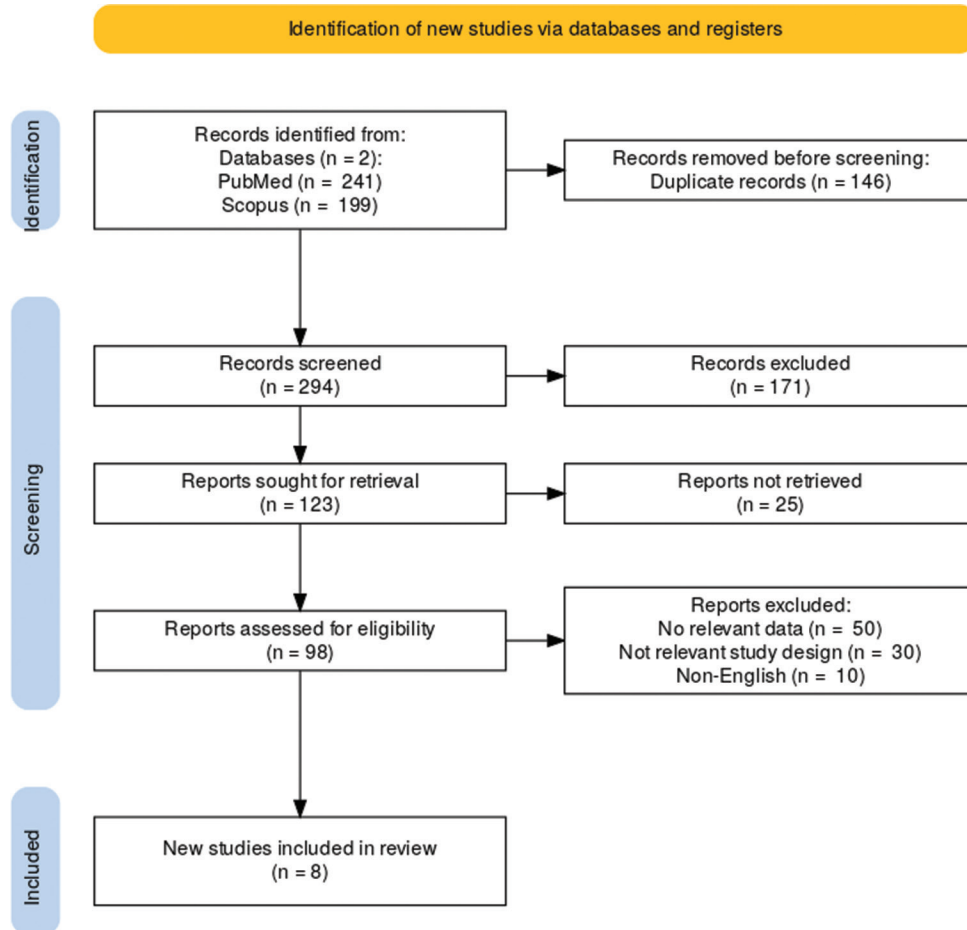 Identification of new studies via databases and registers
Identification
Records identified from:
Databases (n = 2):
PubMed (n = 241)
Scopus (n = 199)
Records removed before screening:
Duplicate records (n = 146)
Screening
Records screened
(n = 294)
Records excluded
(n = 171)
Reports sought for retrieval
(n = 123)
Reports not retrieved
(n = 25)
Reports assessed for eligibility
(n = 98)
Reports excluded:
No relevant data (n = 50)
Not relevant study design (n = 30)
Non-English (n = 10)
Included
New studies included in review
(n = 8)